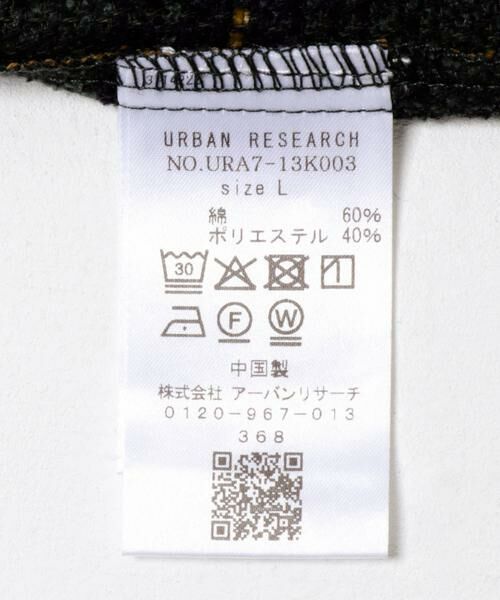 URBAN RESEARCH
NO.URA7-13K003
size L
綿 60%
ポリエステル 40%
30
F
W
中国製
株式会社 アーバンリサーチ
0120-967-013
368